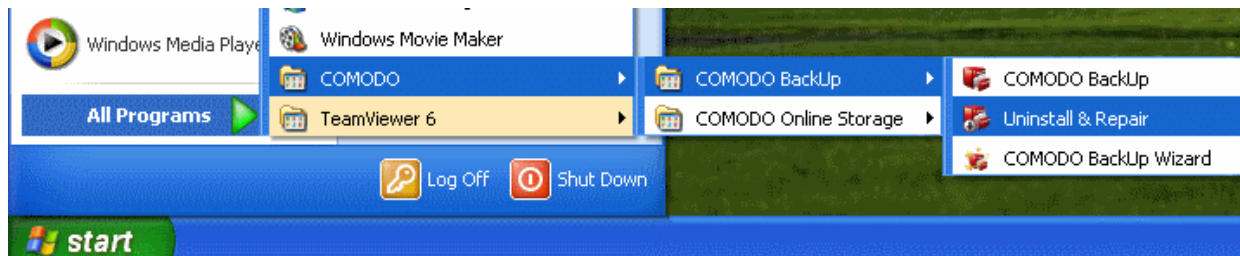 Windows Media Playe
All Programs
Windows Movie Maker
COMODO
TeamViewer 6
COMODO BackUp
COMODO Online Storage
COMODO BackUp
Uninstall & Repair
COMODO BackUp Wizard
Log Off
Shut Down
start